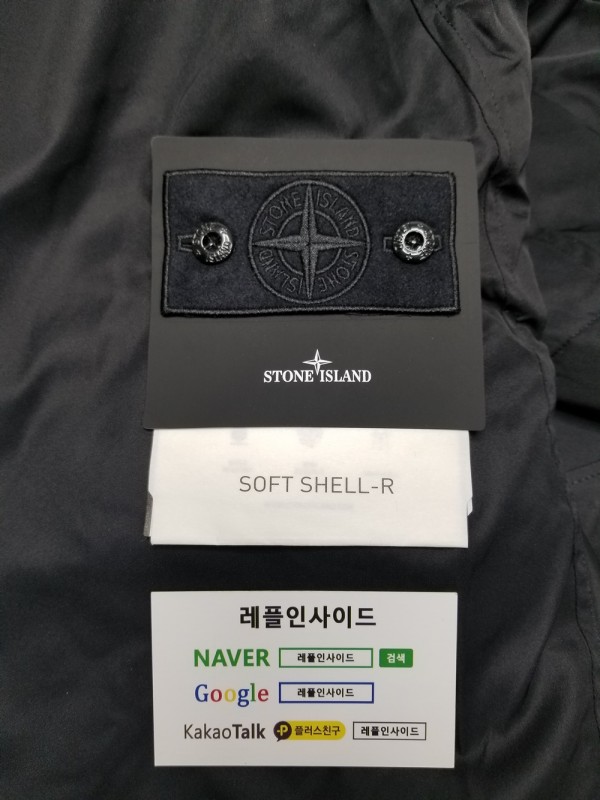 STONE ISLAND STONE ISLAND
STONE ISLAND
SOFT SHELL-R
레플인사이드
NAVER 레플인사이드 검색
Google 레플인사이드
KakaoTalk P 플러스친구 레플인사이드